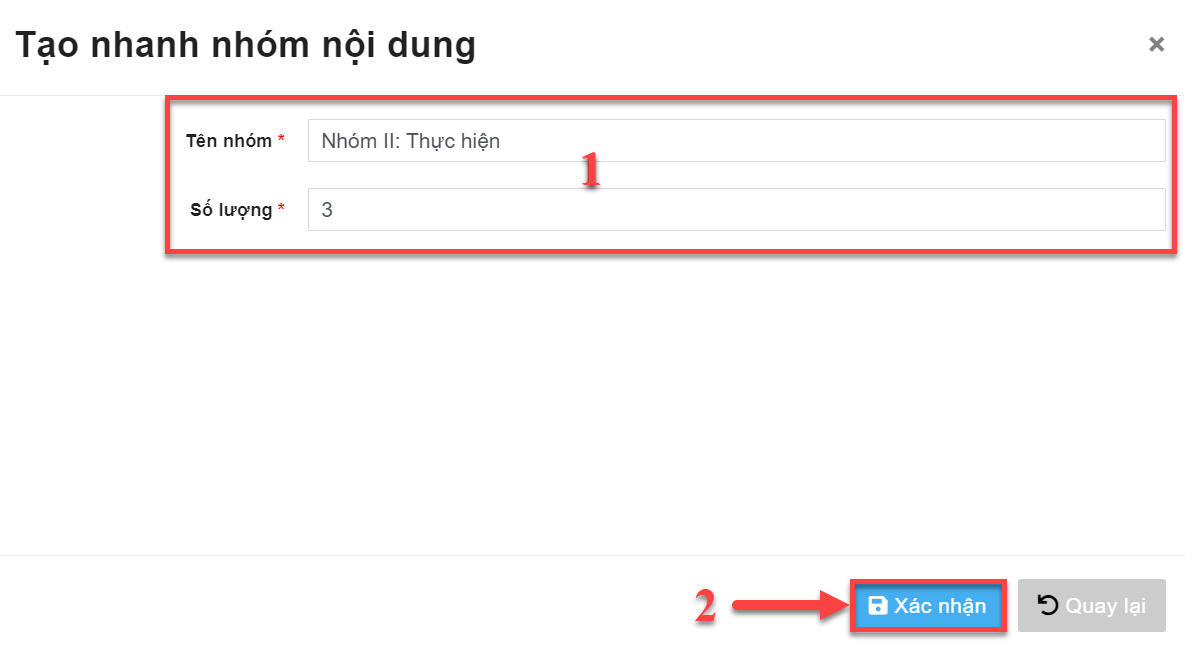 Tạo nhanh nhóm nội dung ×
Tên nhóm * Nhóm II: Thực hiện
1
Số lượng * 3
2 Xác nhận Quay lại